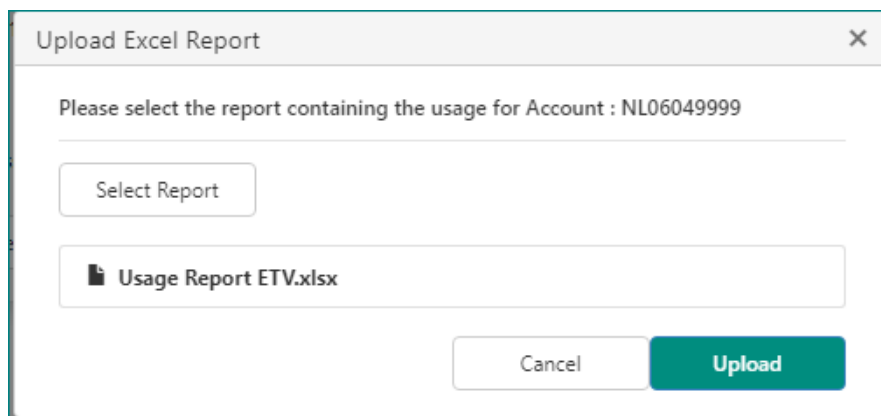 Upload Excel Report
Please select the report containing the usage for Account : NL06049999
Select Report
Usage Report ETV.xlsx
Cancel
Upload